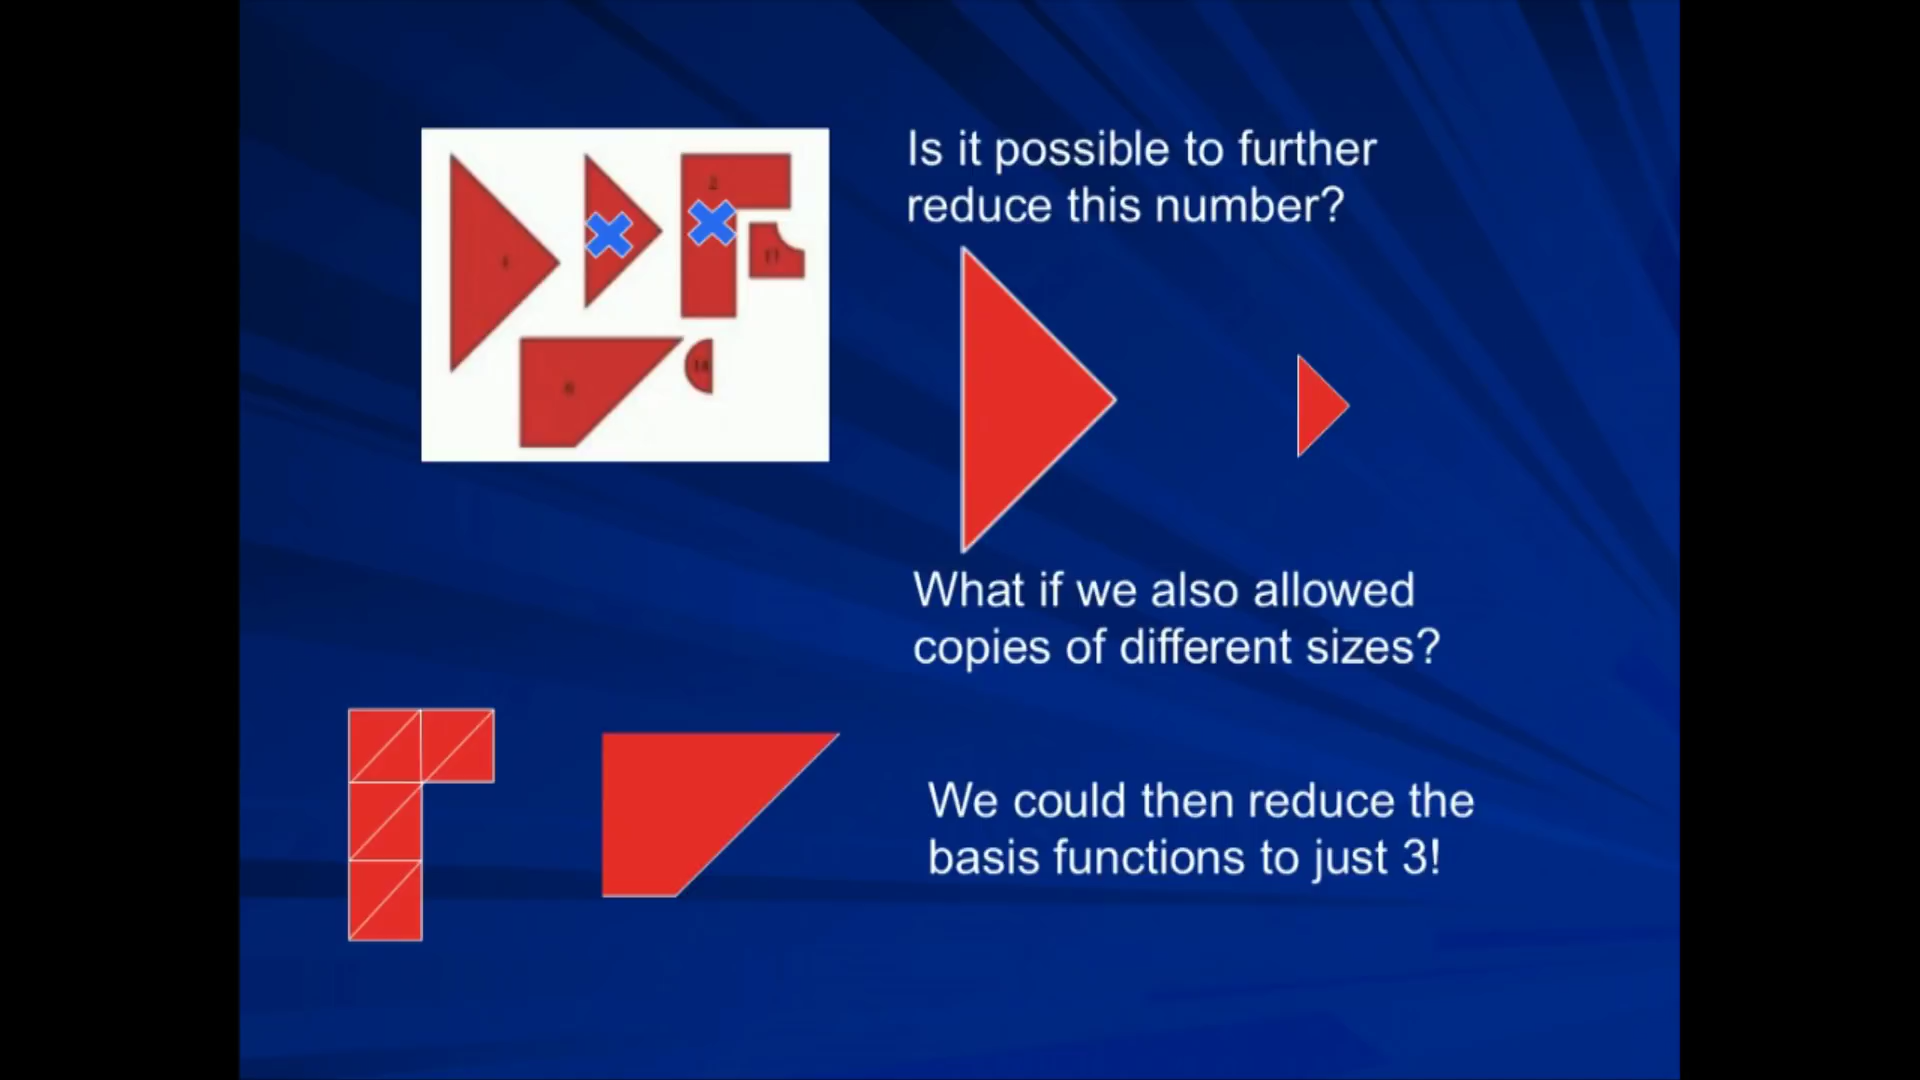 Is it possible to further
reduce this number?
2
What if we also allowed
copies of different sizes?
We could then reduce the
basis functions to just 3!